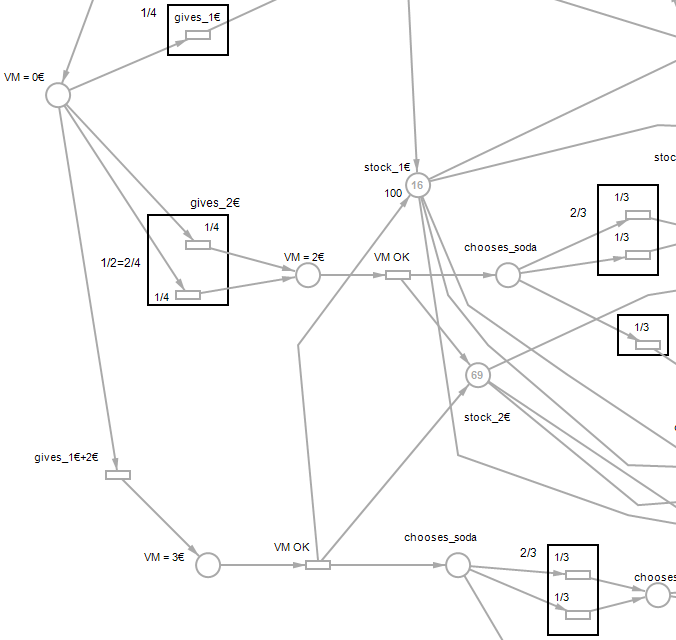 1/4
gives_1€
VM = 0€
stock_1€
16
100
stoc
gives_2€
1/4
1/2=2/4
1/4
VM = 2€
VM OK
chooses_soda
2/3
1/3
1/3
1/3
69
stock_2€
gives_1€+2€
VM = 3€
VM OK
chooses_soda
2/3
1/3
1/3
chooses